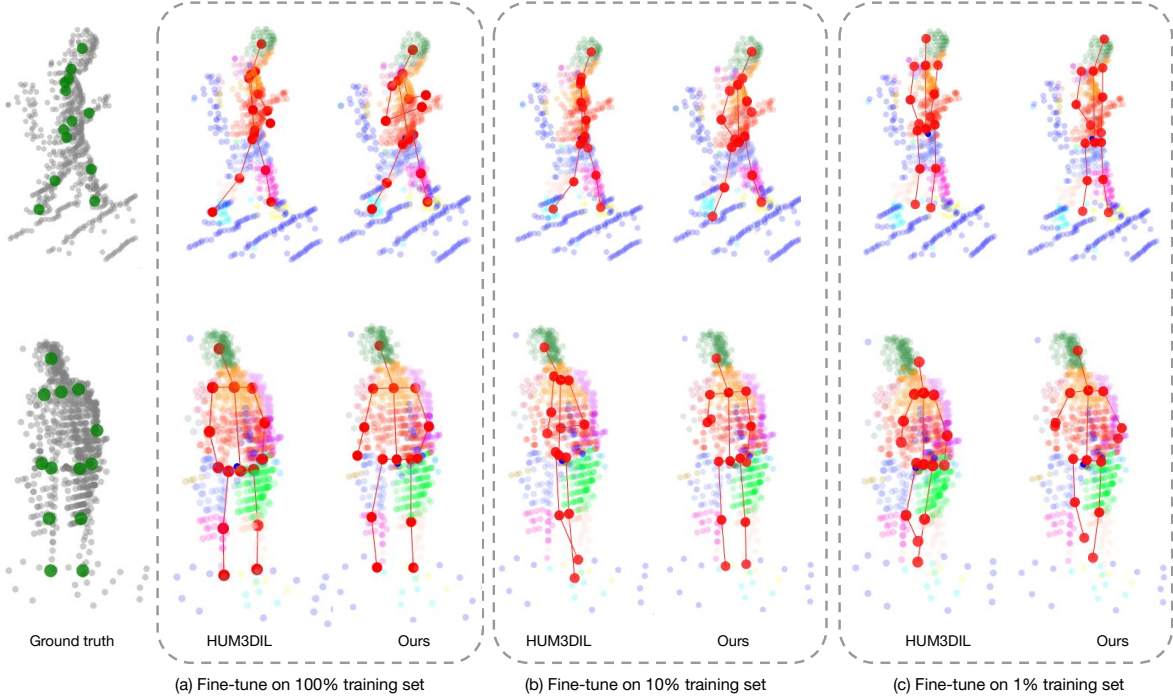 Ground truth
HUM3DIL
Ours
HUM3DIL
Ours
HUM3DIL
Ours
(a) Fine-tune on 100% training set
(b) Fine-tune on 10% training set
(c) Fine-tune on 1% training set